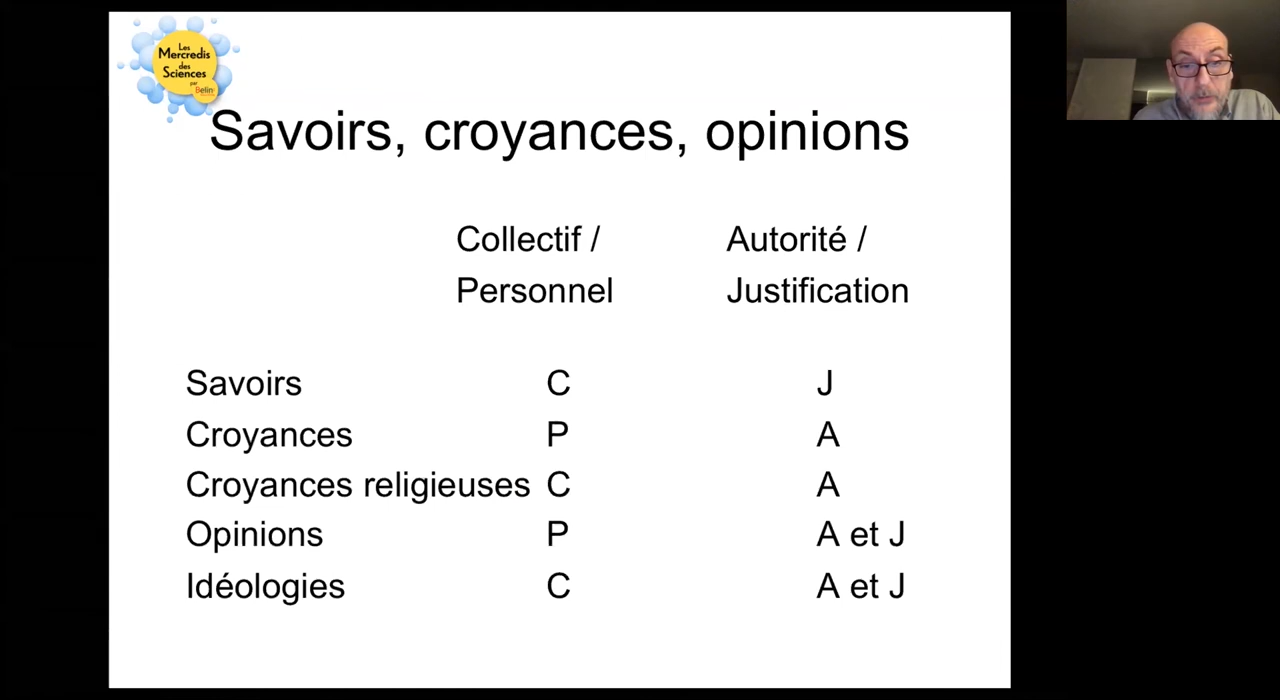 Les
Mercredis
des
Sciences
par
Belin
Savoirs, croyances, opinions
Collectif / Autorité /
Personnel Justification
Savoirs C J
Croyances P A
Croyances religieuses C A
Opinions P A et J
Idéologies C A et J